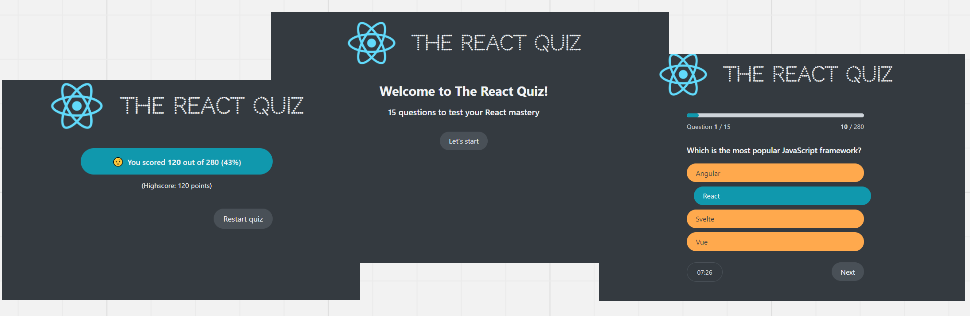 THE REACT QUIZ
You scored 120 out of 280 (43%)
(Highscore: 120 points)
Restart quiz
THE REACT QUIZ
Welcome to The React Quiz!
15 questions to test your React mastery
Let's start
THE REACT QUIZ
Question 1 / 15
10 / 280
Which is the most popular JavaScript framework?
Angular
React
Svelte
Vue
07:26
Next